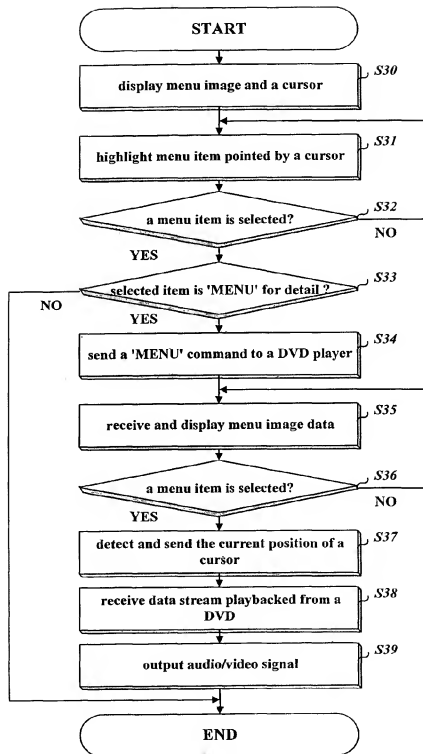 START
S30
display menu image and a cursor
S31
highlight menu item pointed by a cursor
S32
a menu item is selected?
NO
YES
S33
NO
selected item is 'MENU' for detail ?
YES
S34
send a 'MENU' command to a DVD player
S35
receive and display menu image data
S36
a menu item is selected?
NO
YES
S37
detect and send the current position of a
cursor
S38
receive data stream playbacked from a
DVD
S39
output audio/video signal
END